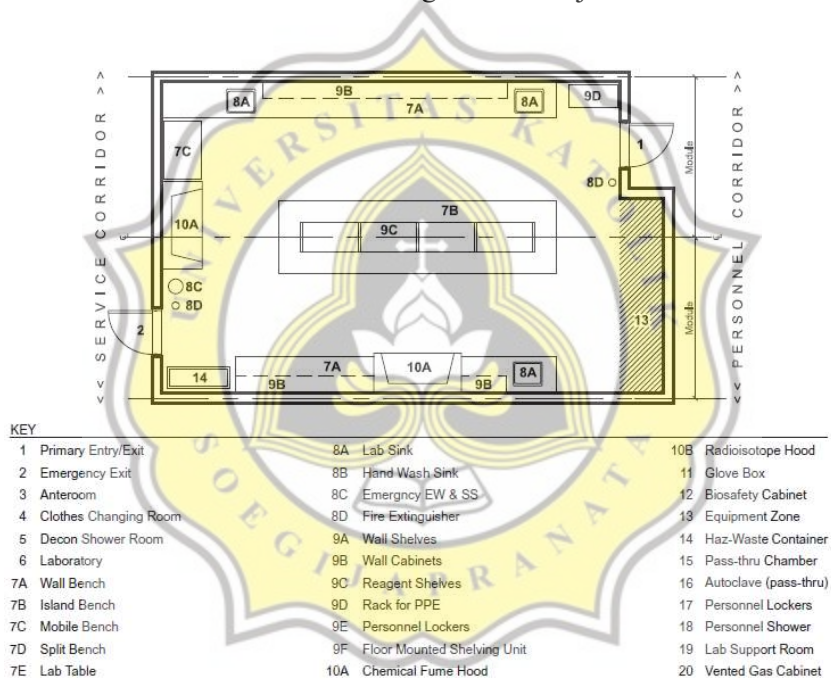 9B
8A
7A
8A
9D
1
7C
8D
7B
10A
9C
8C
8D
2
13
14
7A
9B
10A
9B
8A
<< SERVICE CORRIDOR >>
<< PERSONNEL CORRIDOR >>
Module
Module
UNIVERSITAS KATOLIK
SOEGIJAPRANATA
KEY
1 Primary Entry/Exit
2 Emergency Exit
3 Anteroom
4 Clothes Changing Room
5 Decon Shower Room
6 Laboratory
7A Wall Bench
7B Island Bench
7C Mobile Bench
7D Split Bench
7E Lab Table
8A Lab Sink
8B Hand Wash Sink
8C Emergncy EW & SS
8D Fire Extinguisher
9A Wall Shelves
9B Wall Cabinets
9C Reagent Shelves
9D Rack for PPE
9E Personnel Lockers
9F Floor Mounted Shelving Unit
10A Chemical Fume Hood
10B Radioisotope Hood
11 Glove Box
12 Biosafety Cabinet
13 Equipment Zone
14 Haz-Waste Container
15 Pass-thru Chamber
16 Autoclave (pass-thru)
17 Personnel Lockers
18 Personnel Shower
19 Lab Support Room
20 Vented Gas Cabinet